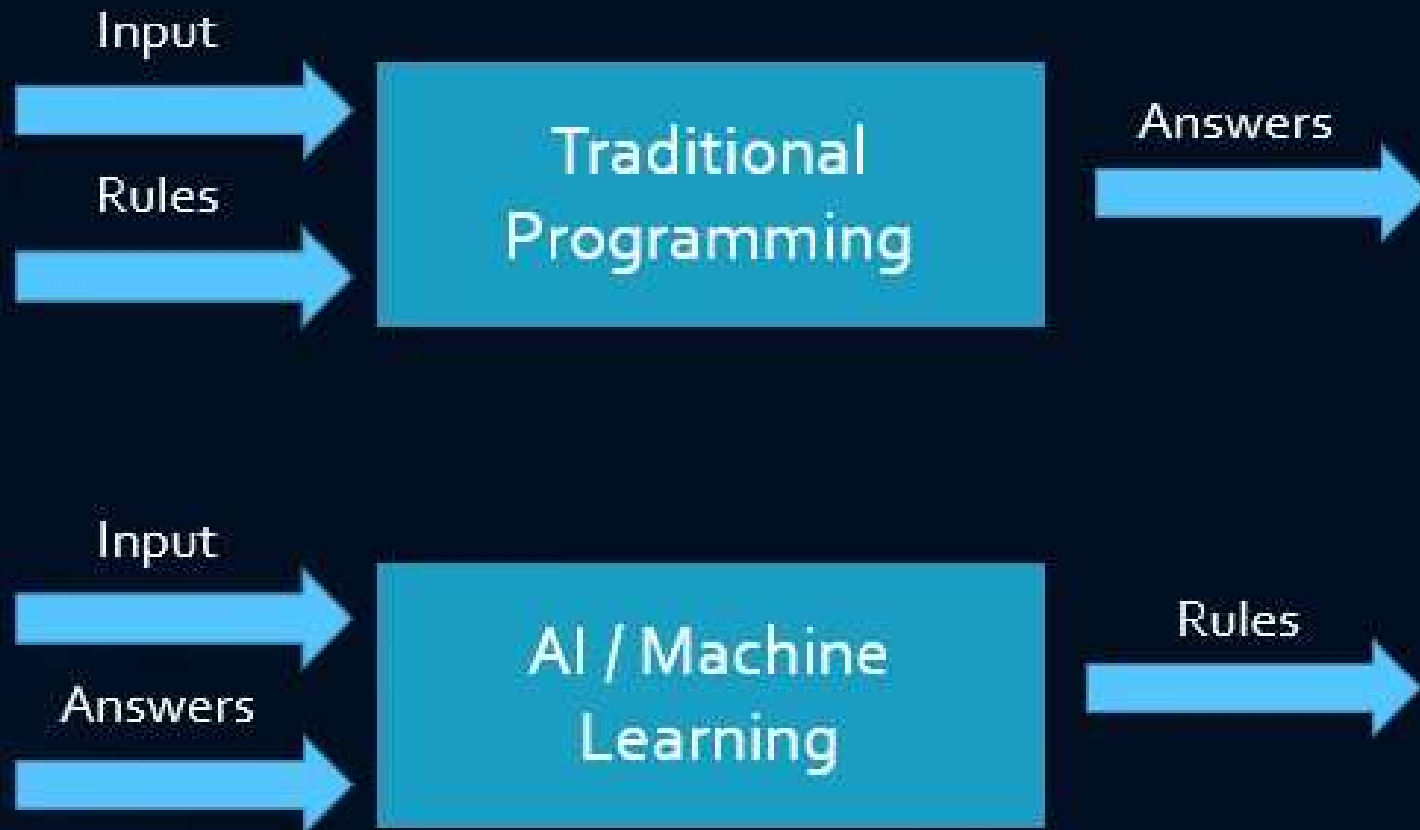 Input
Rules
Traditional
Programming
Answers
Input
Answers
AI / Machine
Learning
Rules